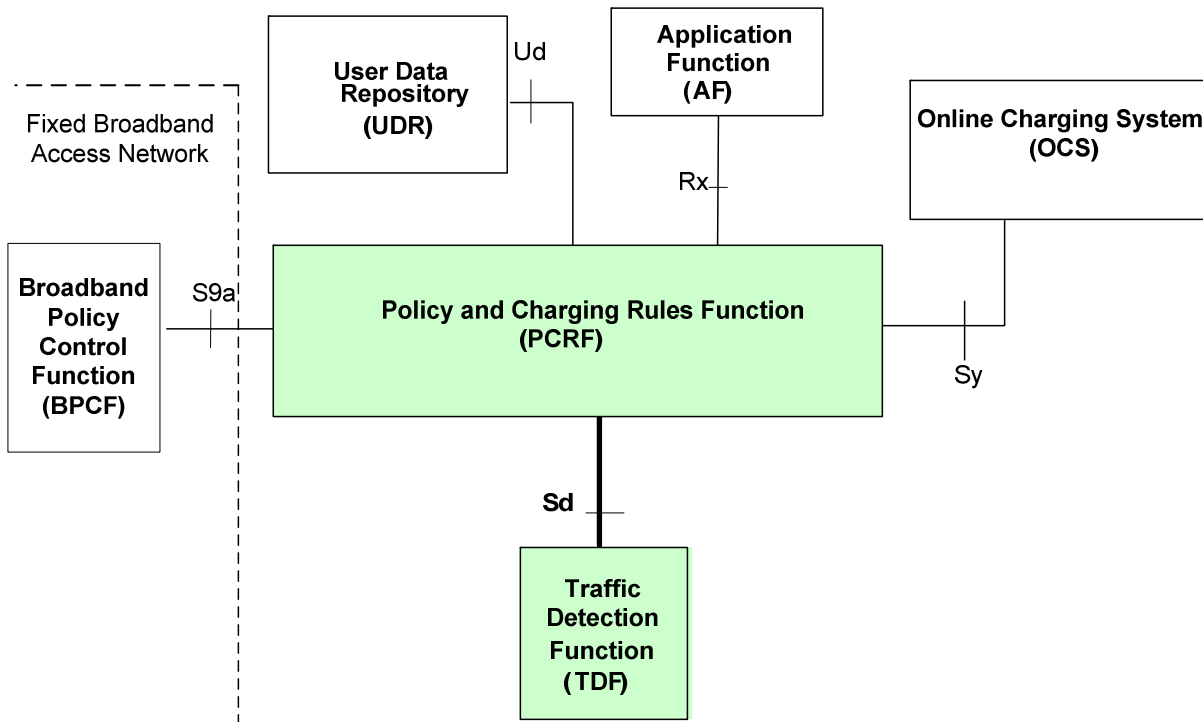 Ud
User Data
Repository
(UDR)
Application
Function
(AF)
Online Charging System
(OCS)
Fixed Broadband
Access Network
Rx
Broadband
Policy
Control
Function
(BPCF)
S9a
Policy and Charging Rules Function
(PCRF)
Sy
Sd
Traffic
Detection
Function
(TDF)